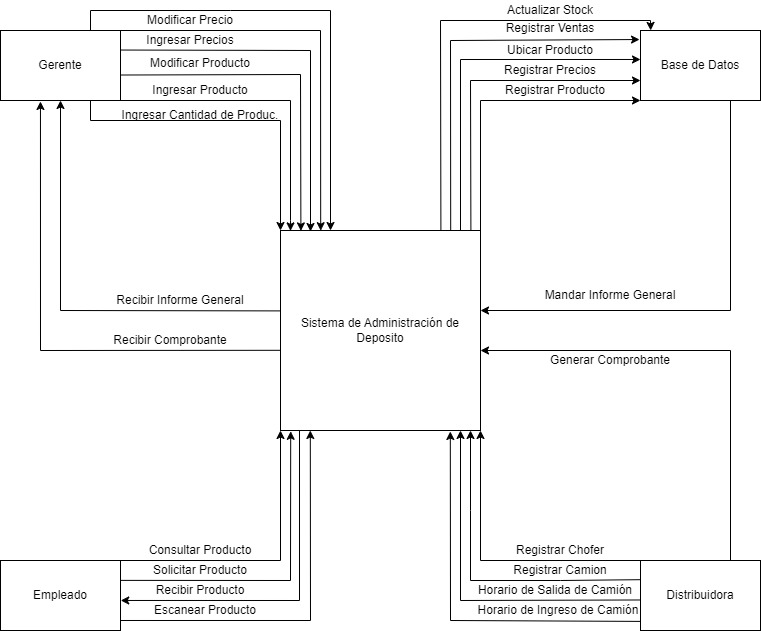 Modificar Precio
Ingresar Precios
Gerente
Modificar Producto
Ingresar Producto
Ingresar Cantidad de Produc.
Actualizar Stock
Registrar Ventas
Ubicar Producto
Base de Datos
Registrar Precios
Registrar Producto
Recibir Informe General
Mandar Informe General
Sistema de Administración de
Deposito
Recibir Comprobante
Generar Comprobante
Consultar Producto
Solicitar Producto
Empleado
Recibir Producto
Escanear Producto
Registrar Chofer
Registrar Camion
Horario de Salida de Camión
Distribuidora
Horario de Ingreso de Camión